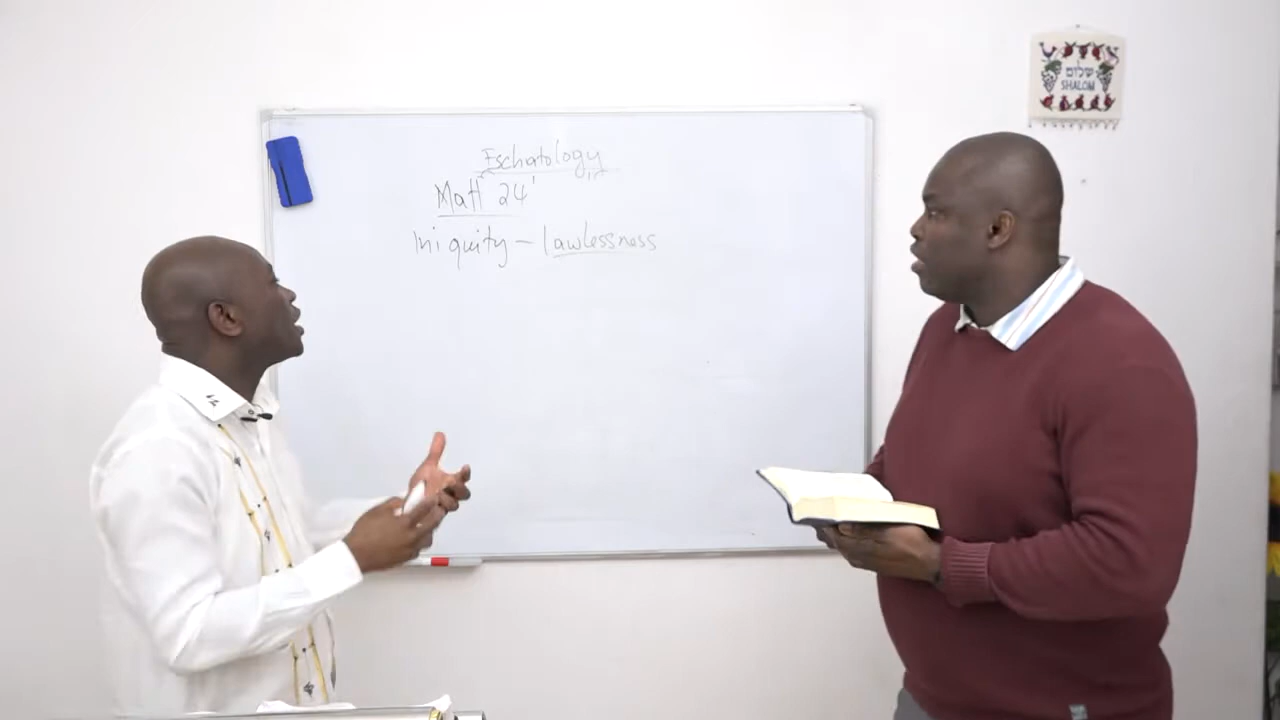 Eschatology
Matt 24
Iniquity – lawlessness
שלום
SHALOM